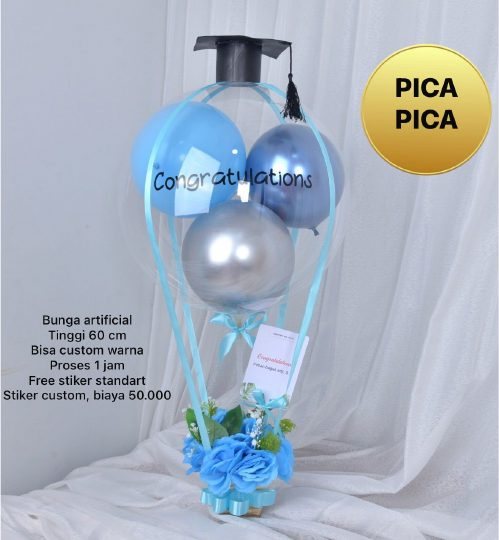 PICA
PICA
Congratulations
Bunga artificial
Tinggi 60 cm
Bisa custom warna
Proses 1 jam
Free stiker standart
Stiker custom, biaya 50.000
Congratulations